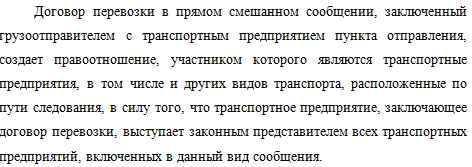 Договор перевозки в прямом смешанном сообщении, заключенный
грузоотправителем с транспортным предприятием пункта отправления,
создает правоотношение, участником которого являются транспортные
предприятия, в том числе и других видов транспорта, расположенные по
пути следования, в силу того, что транспортное предприятие, заключающее
договор перевозки, выступает законным представителем всех транспортных
предприятий, включенных в данный вид сообщения.